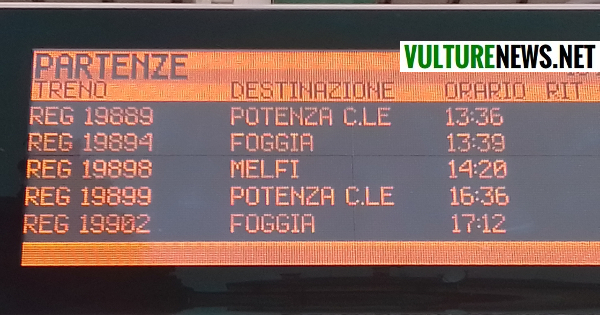 VULTURENEWS.NET
PARTENZE
TRENO DESTINAZIONE ORARIO RIT
REG 19889 POTENZA C.LE 13:36
REG 19894 FOGGIA 13:39
REG 19898 MELFI 14:20
REG 19899 POTENZA C.LE 16:36
REG 19902 FOGGIA 17:12